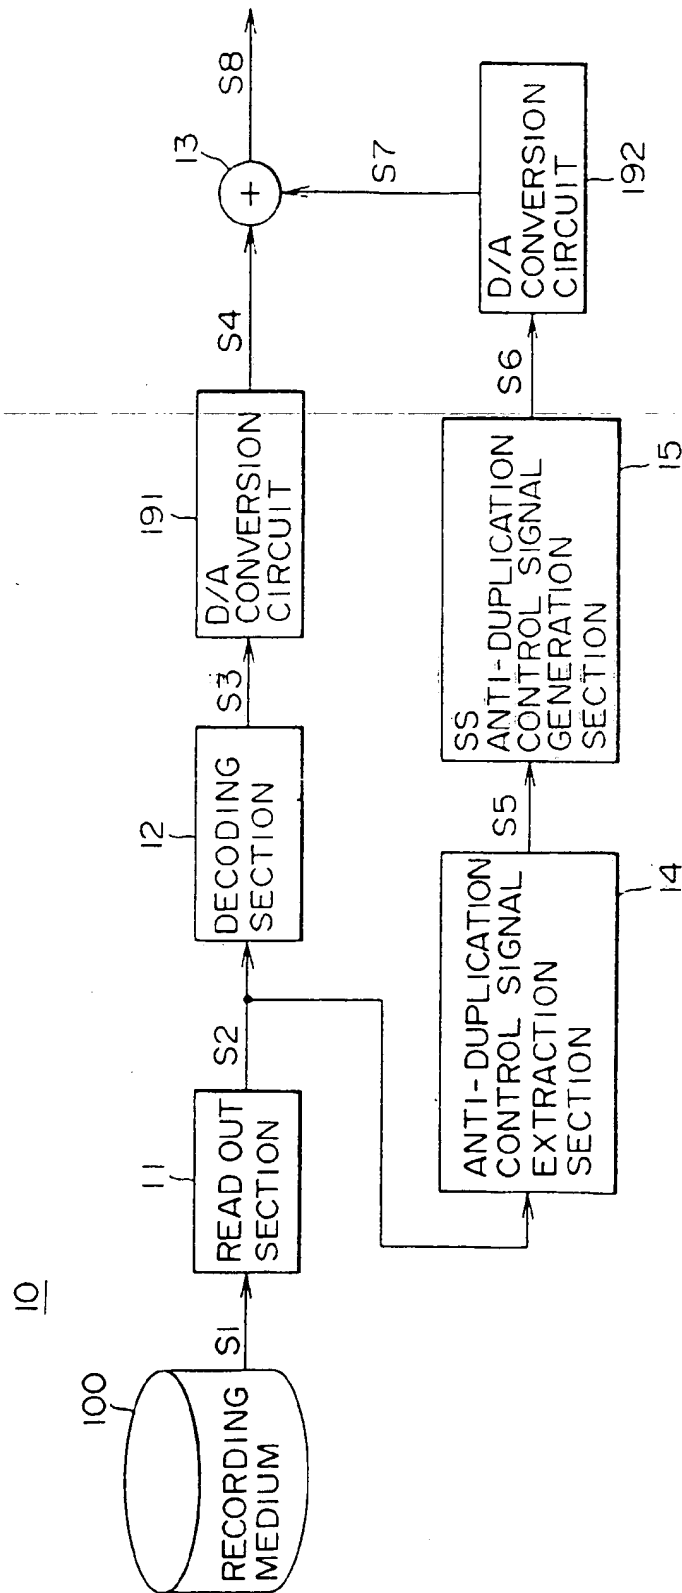 10
100
RECORDING
MEDIUM
S1
11
READ OUT
SECTION
S2
12
DECODING
SECTION
S3
191
D/A
CONVERSION
CIRCUIT
S4
13
+
S8
S7
14
ANTI-DUPLICATION
CONTROL SIGNAL
EXTRACTION
SECTION
S5
15
SS
ANTI-DUPLICATION
CONTROL SIGNAL
GENERATION
SECTION
S6
192
D/A
CONVERSION
CIRCUIT